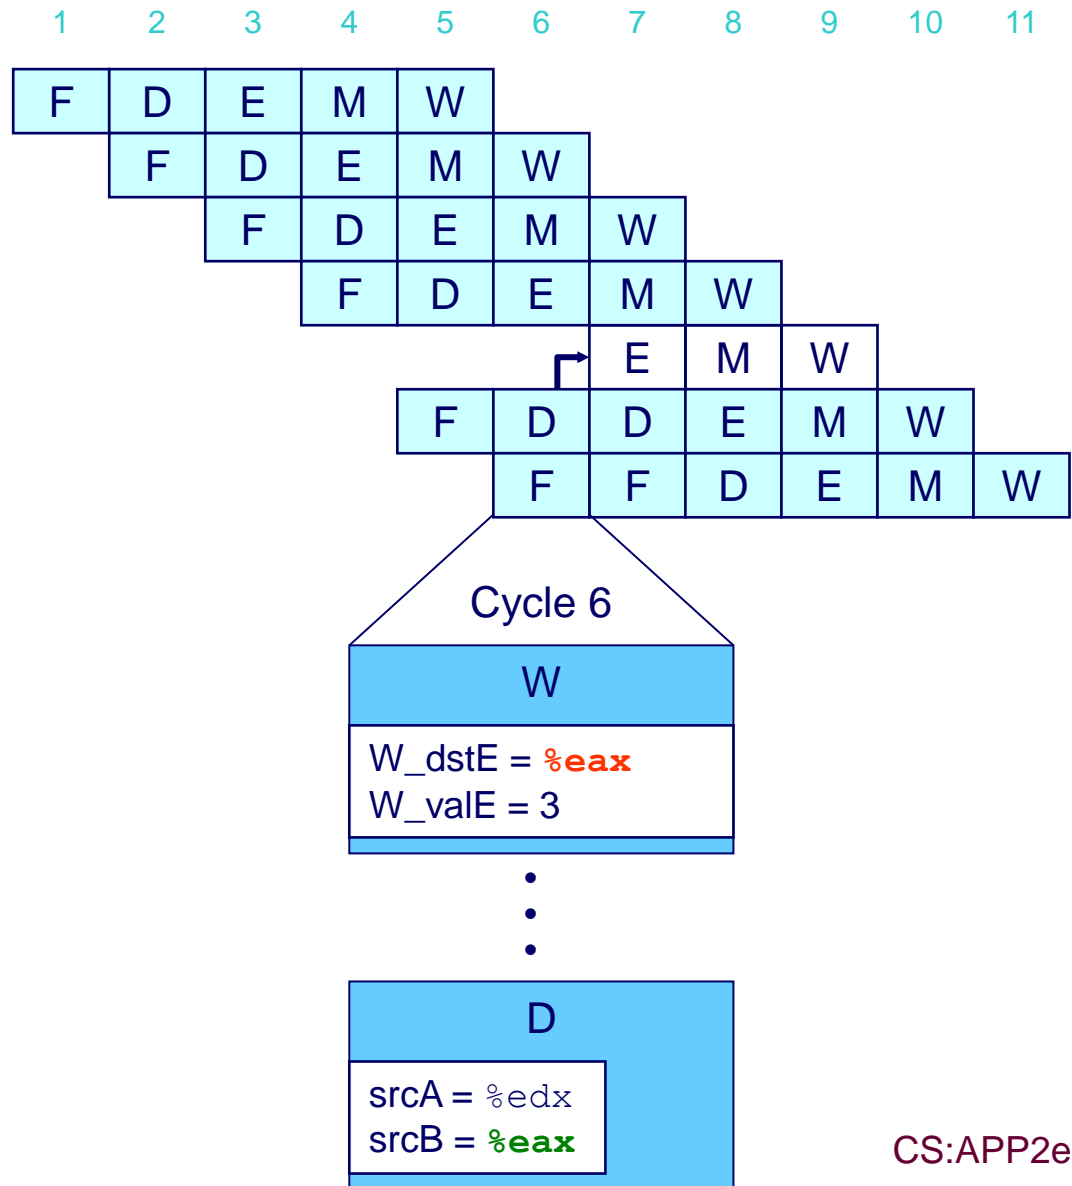 1 2 3 4 5 6 7 8 9 10 11
F D E M W
F D E M W
F D E M W
F D E M W
E M W
F D D E M W
F F D E M W
Cycle 6
W
W_dstE = %eax
W_valE = 3
•
•
•
D
srcA = %edx
srcB = %eax
CS:APP2e